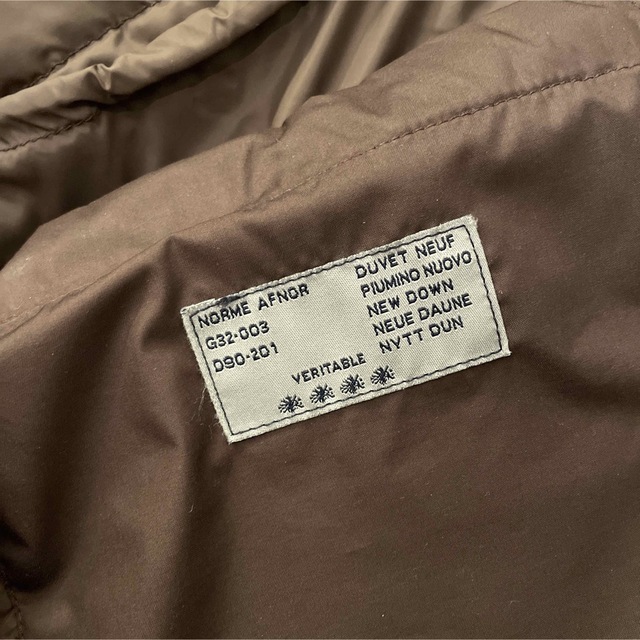 NORME AFNOR
G32-003
D90-201
DUVET NEUF
PIUMINO NUOVO
NEW DOWN
NEUE DAUNE
NYTT DUN
VERITABLE